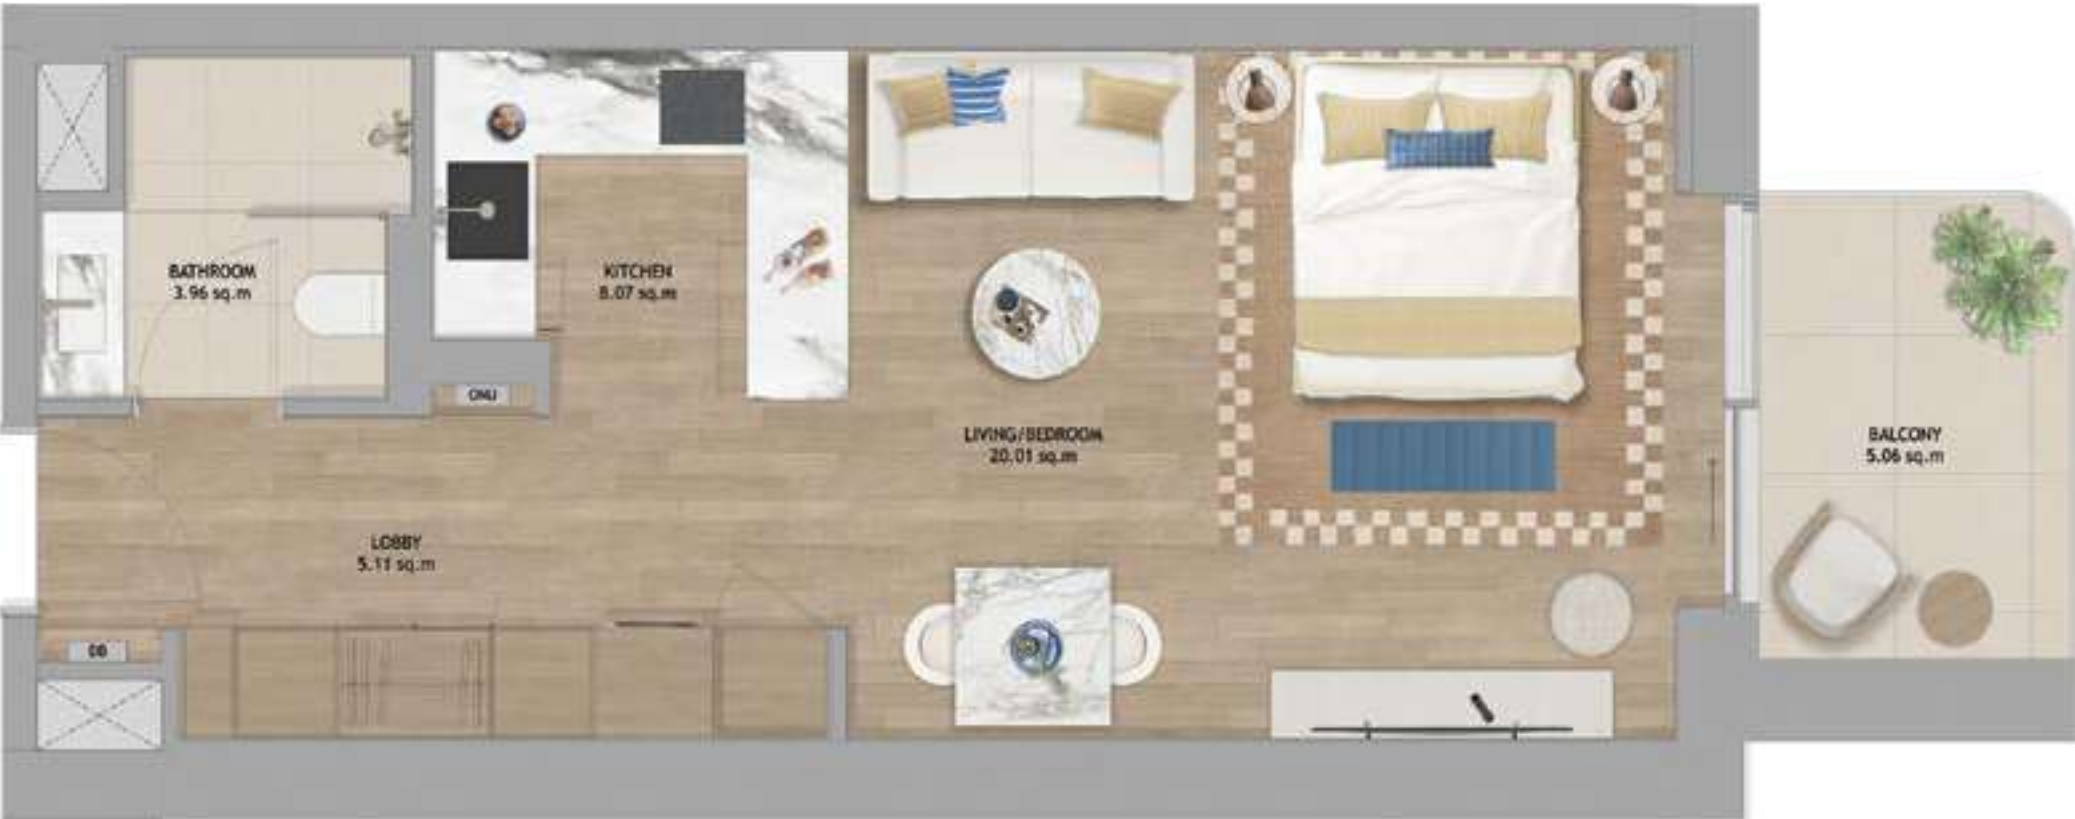 BATHROOM
3.96 sq.m
KITCHEN
8.07 sq.m
ONU
LIVING/BEDROOM
20.01 sq.m
BALCONY
5.06 sq.m
LOBBY
5.11 sq.m
DB